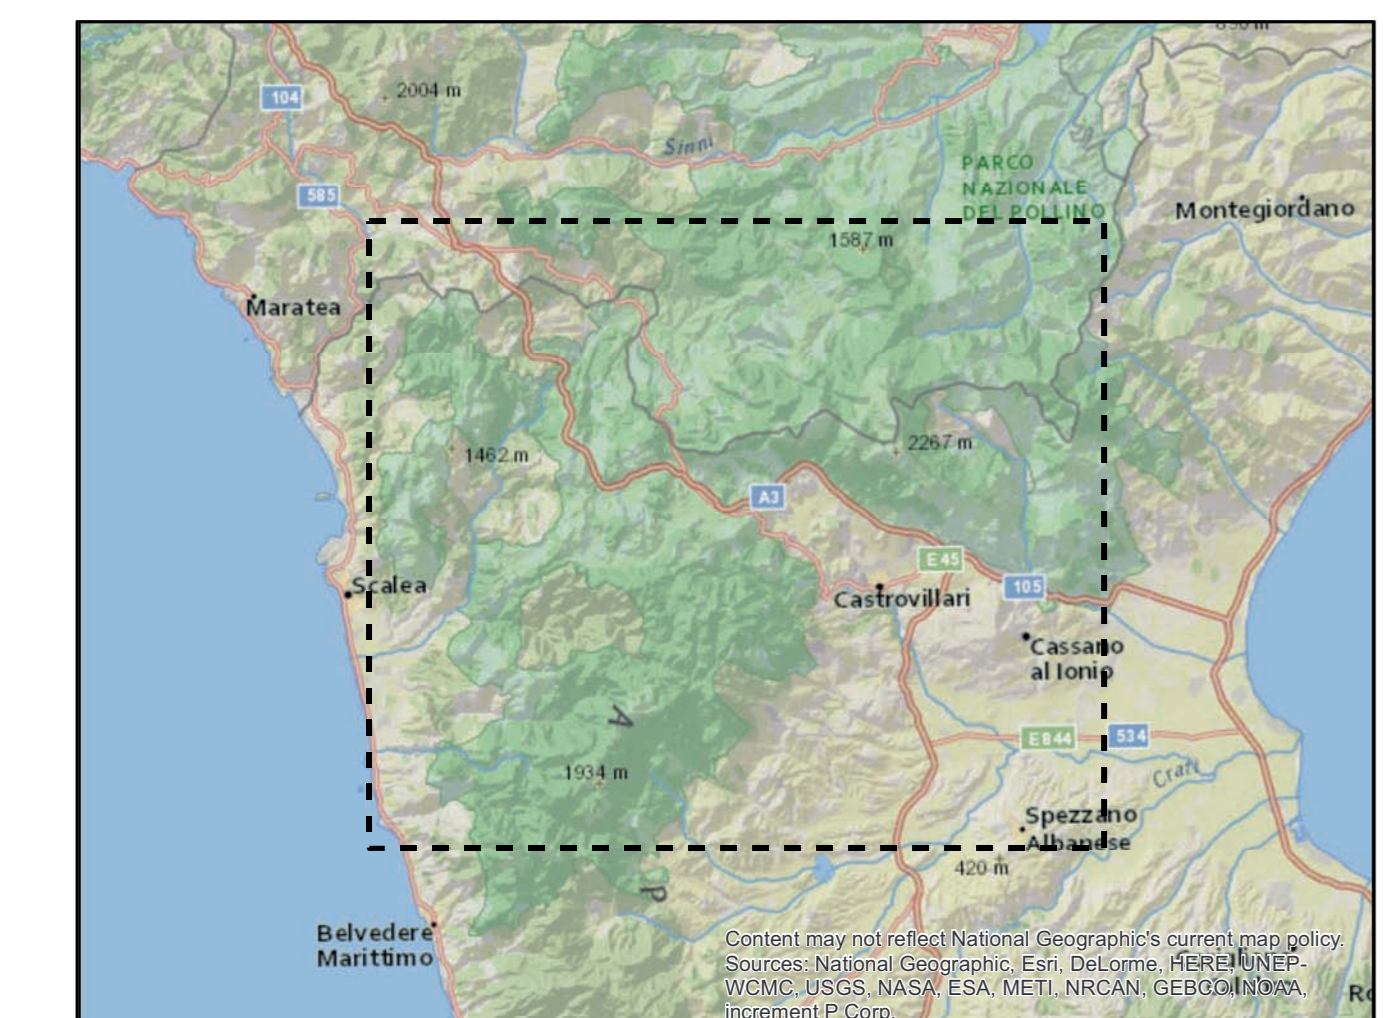 104
2004 m
Sinni
585
PARCO
NAZIONALE
DEL POLLINO
Montegiordano
1587 m
Maratea
2267 m
1462 m
A3
E45
105
Scalea
Castrovillari
Cassano
al Ionio
A
E844
534
Crati
1934 m
Spezzano
Albanese
420 m
P
Belvedere
Marittimo
Content may not reflect National Geographic's current map policy.
Sources: National Geographic, Esri, DeLorme, HERE, UNEP-
WCMC, USGS, NASA, ESA, METI, NRCAN, GEBCO, NOAA,
increment P Corp.